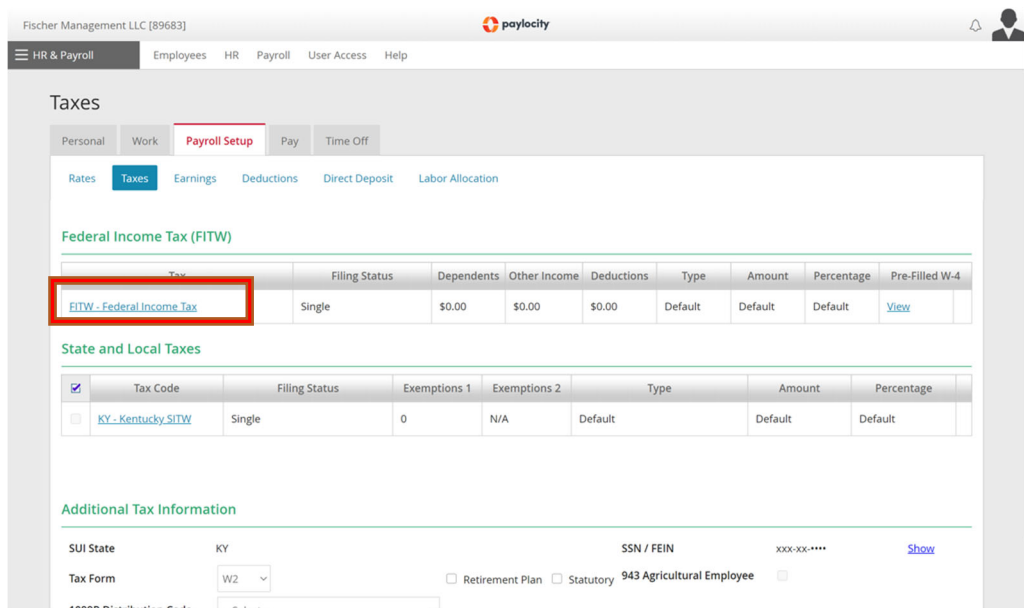 Fischer Management LLC [89683]
paylocity
HR & Payroll Employees HR Payroll User Access Help
Taxes
Personal Work Payroll Setup Pay Time Off
Rates Taxes Earnings Deductions Direct Deposit Labor Allocation
Federal Income Tax (FITW)
Tax Filing Status Dependents Other Income Deductions Type Amount Percentage Pre-Filled W-4
FITW - Federal Income Tax Single $0.00 $0.00 $0.00 Default Default Default View
State and Local Taxes
Tax Code Filing Status Exemptions 1 Exemptions 2 Type Amount Percentage
KY - Kentucky SITW Single 0 N/A Default Default Default
Additional Tax Information
SUI State KY SSN / FEIN xxx-xx-•••• Show
Tax Form W2 Retirement Plan Statutory 943 Agricultural Employee
1099R Distribution Code